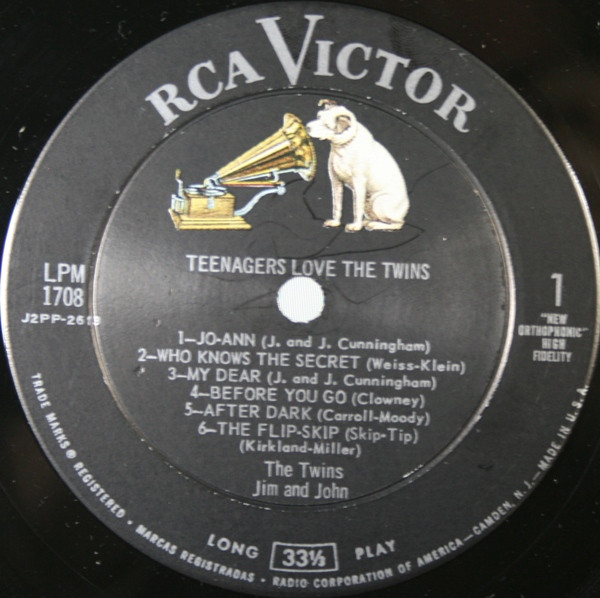 RCA VICTOR
TEENAGERS LOVE THE TWINS
LPM
1708
1
"NEW
ORTHOPHONIC"
HIGH
FIDELITY
1—JO-ANN (J. and J. Cunningham)
2—WHO KNOWS THE SECRET (Weiss-Klein)
3—MY DEAR (J. and J. Cunningham)
4—BEFORE YOU GO (Clowney)
5—AFTER DARK (Carroll-Moody)
6—THE FLIP-SKIP (Skip-Tip)
(Kirkland-Miller)
The Twins
Jim and John
LONG 33⅓ PLAY
TRADE MARKS ® REGISTERED • MARCAS REGISTRADAS • RADIO CORPORATION OF AMERICA—CAMDEN, N. J.—MADE IN U.S.A.